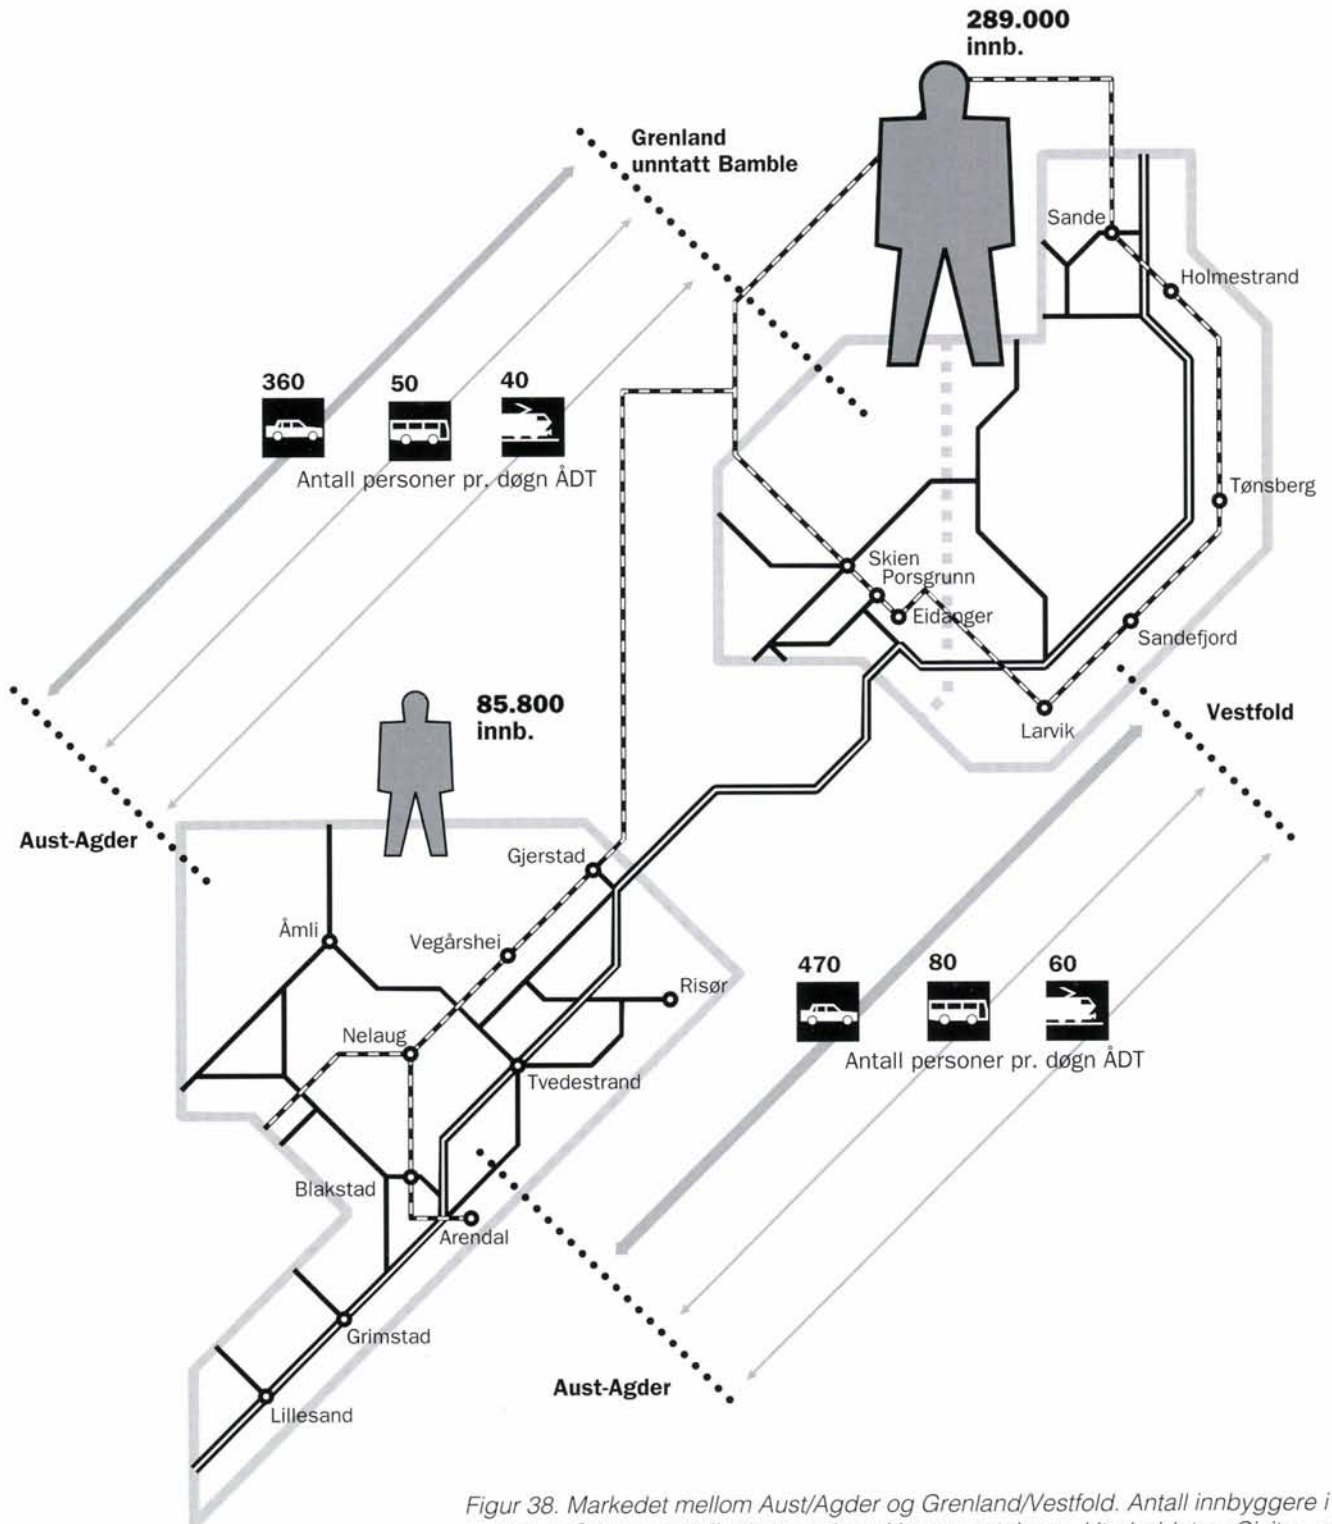 289.000
innb.
Grenland
unntatt Bamble
Sande
Holmestrand
360
50
40
Antall personer pr. døgn ÅDT
Tønsberg
Skien
Porsgrunn
Eidanger
Sandefjord
85.800
innb.
Vestfold
Larvik
Aust-Agder
Gjerstad
Åmli
Vegårshei
470
80
60
Risør
Nelaug
Antall personer pr. døgn ÅDT
Tvedestrand
Blakstad
Arendal
Grimstad
Aust-Agder
Lillesand
Figur 38. Markedet mellom Aust/Agder og Grenland/Vestfold. Antall innbyggere i